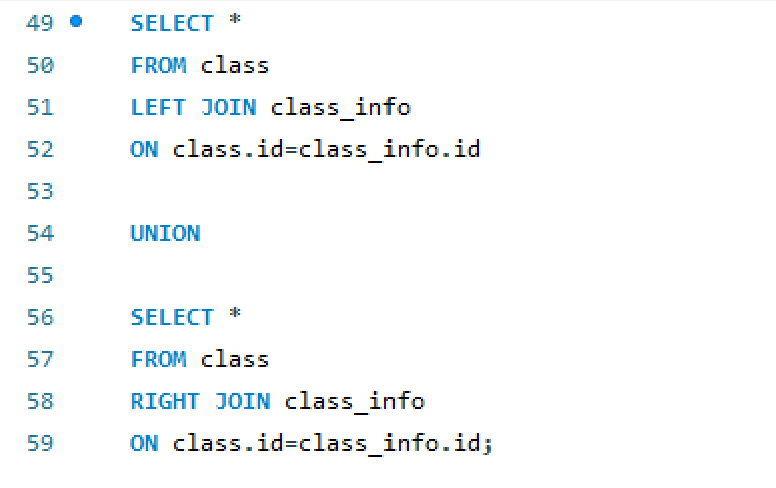 49 SELECT *
50 FROM class
51 LEFT JOIN class_info
52 ON class.id=class_info.id
53
54 UNION
55
56 SELECT *
57 FROM class
58 RIGHT JOIN class_info
59 ON class.id=class_info.id;